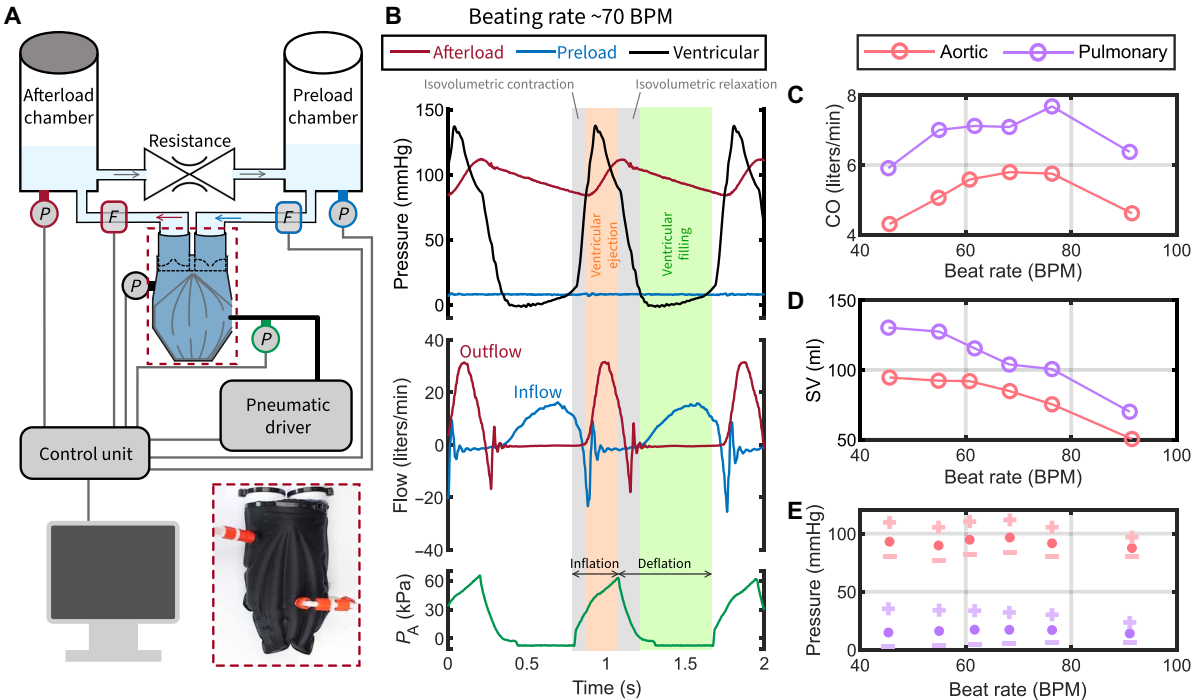 A
Afterload
chamber
Preload
chamber
Resistance
P
F
F
P
P
P
Pneumatic
driver
Control unit
B
Beating rate ~70 BPM
Afterload
Preload
Ventricular
Isovolumetric contraction
Isovolumetric relaxation
150
100
50
0
Pressure (mmHg)
Ventricular
ejection
Ventricular
filling
40
20
0
−20
−40
Flow (liters/min)
Outflow
Inflow
Inflation
Deflation
60
30
0
PA (kPa)
0
0.5
1
1.5
2
Time (s)
Aortic
Pulmonary
C
8
6
4
CO (liters/min)
40
60
80
100
Beat rate (BPM)
D
150
100
50
SV (ml)
40
60
80
100
Beat rate (BPM)
E
100
50
0
Pressure (mmHg)
40
60
80
100
Beat rate (BPM)